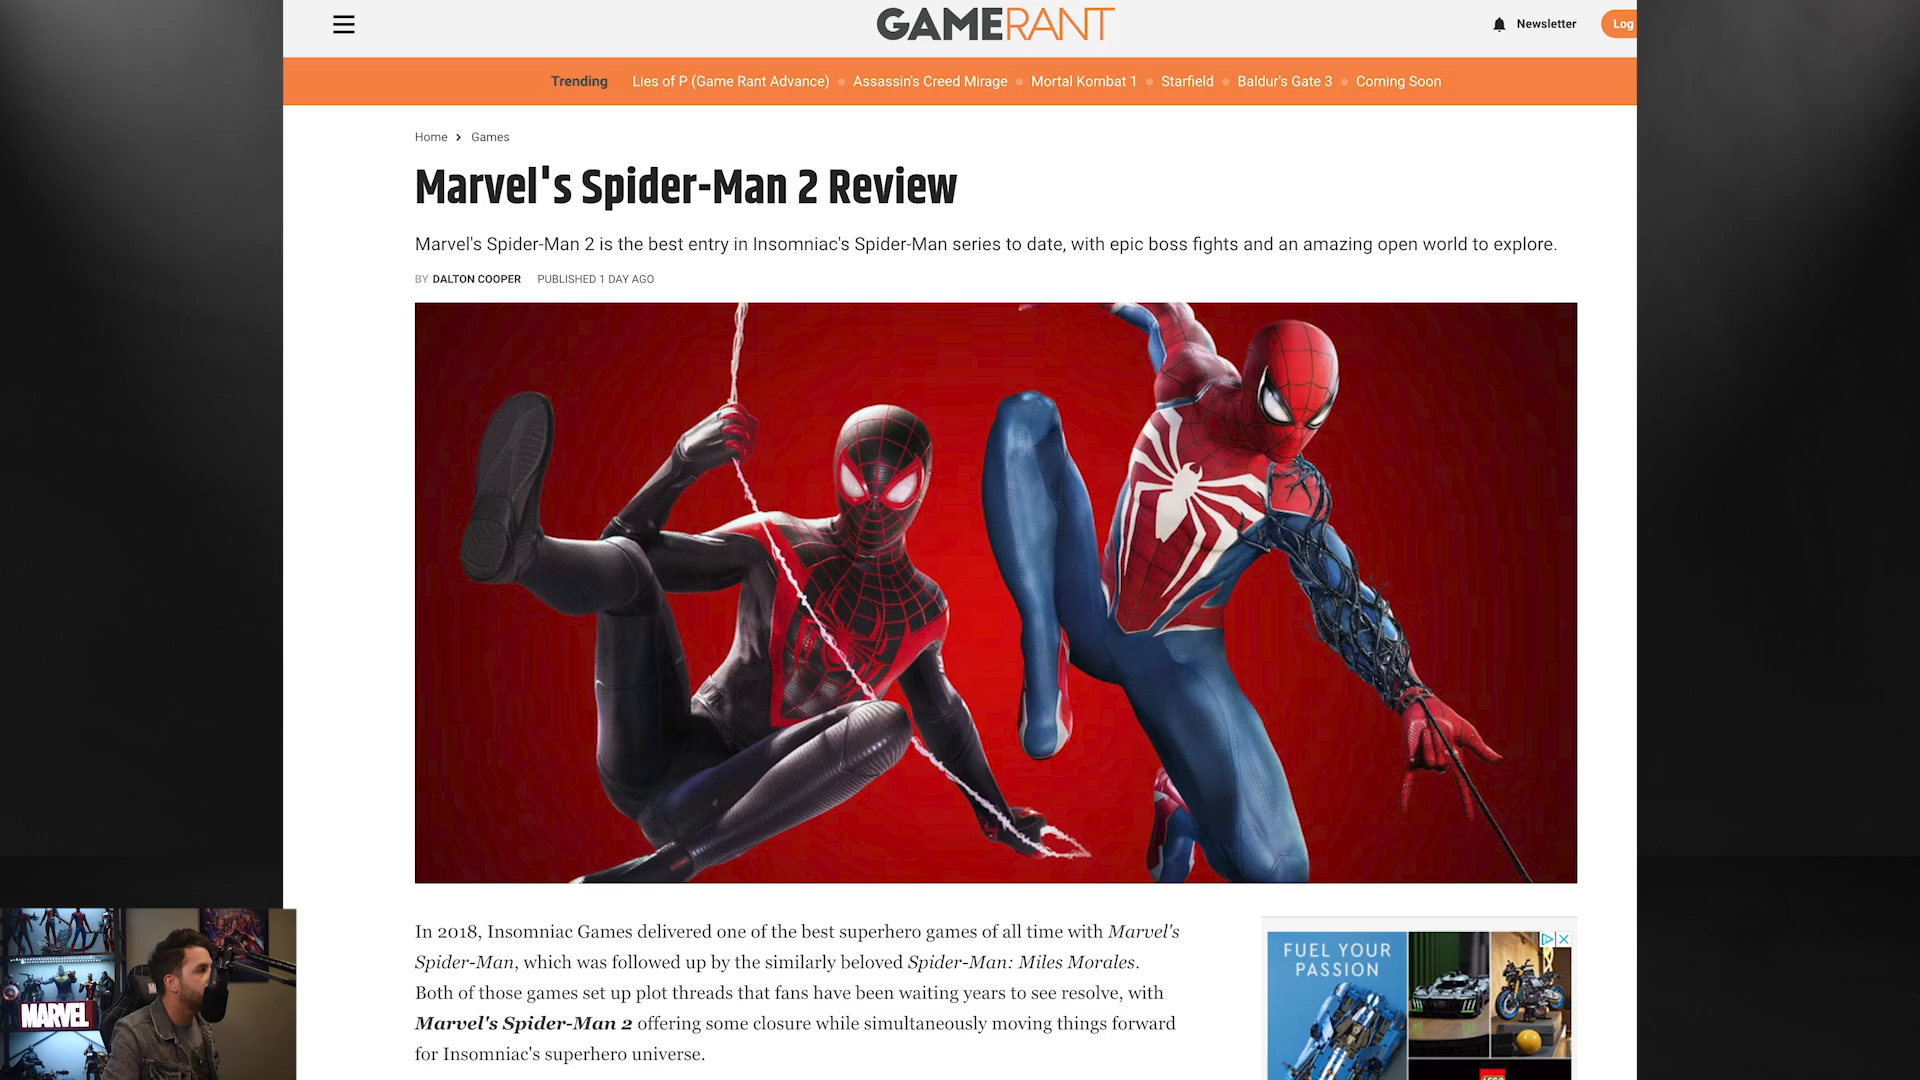 GAMERANT
Newsletter
Log
Trending Lies of P (Game Rant Advance) Assassin's Creed Mirage Mortal Kombat 1 Starfield Baldur's Gate 3 Coming Soon
Home > Games
Marvel's Spider-Man 2 Review
Marvel's Spider-Man 2 is the best entry in Insomniac's Spider-Man series to date, with epic boss fights and an amazing open world to explore.
BY DALTON COOPER PUBLISHED 1 DAY AGO
In 2018, Insomniac Games delivered one of the best superhero games of all time with Marvel's
Spider-Man, which was followed up by the similarly beloved Spider-Man: Miles Morales.
Both of those games set up plot threads that fans have been waiting years to see resolve, with
Marvel's Spider-Man 2 offering some closure while simultaneously moving things forward
for Insomniac's superhero universe.
FUEL YOUR
PASSION
MARVEL